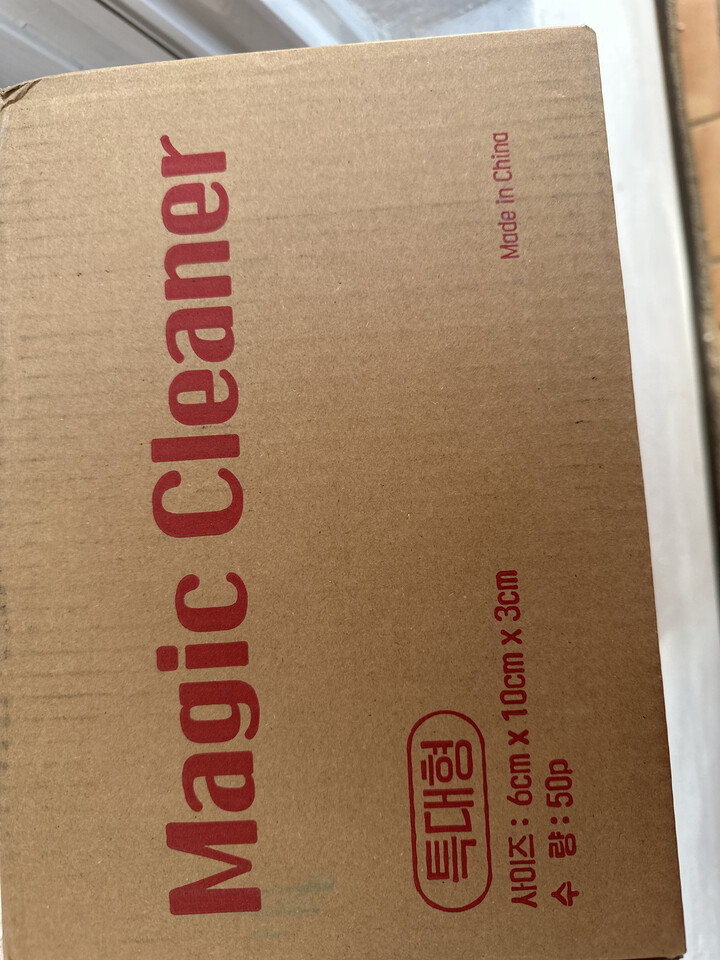 Magic Cleaner
특대형
사이즈 : 6cm x 10cm x 3cm
수 량 : 50p
Made in China